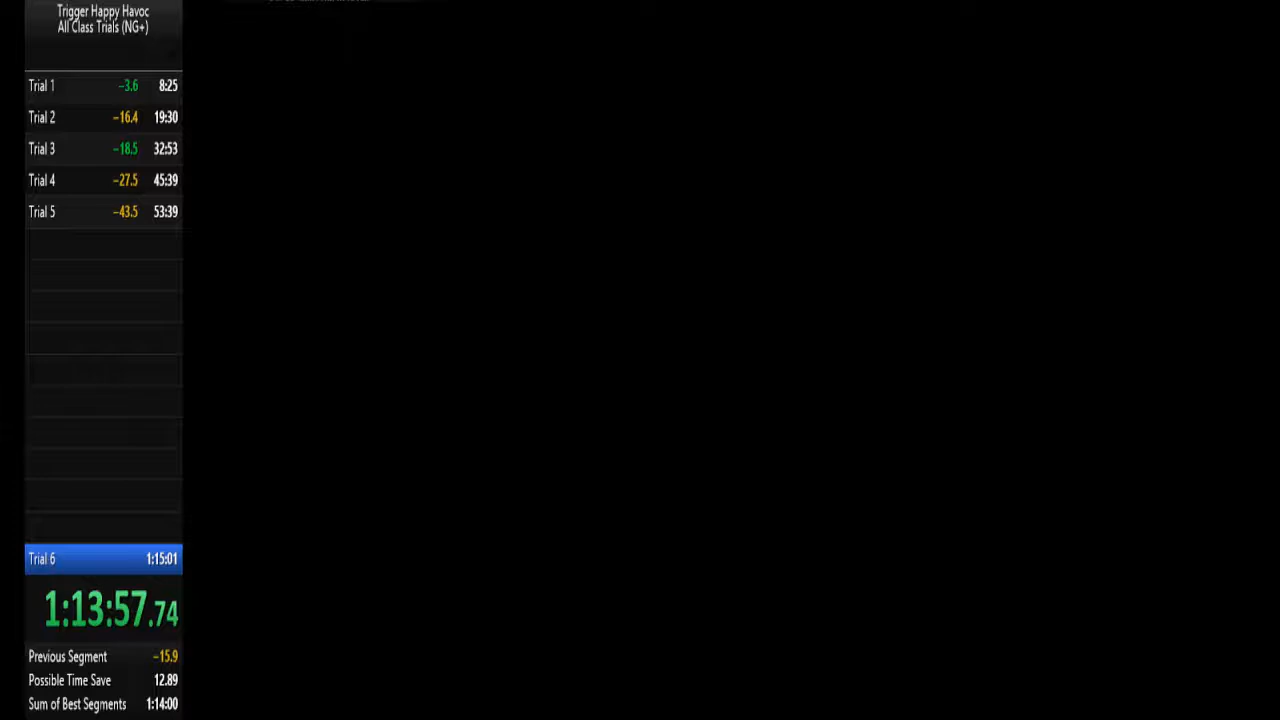 Trigger Happy Havoc
All Class Trials (NG+)
Trial 1 −3.6 8:25
Trial 2 −16.4 19:30
Trial 3 −18.5 32:53
Trial 4 −27.5 45:39
Trial 5 −43.5 53:39
Trial 6 1:15:01
1:13:57.74
Previous Segment −15.9
Possible Time Save 12.89
Sum of Best Segments 1:14:00